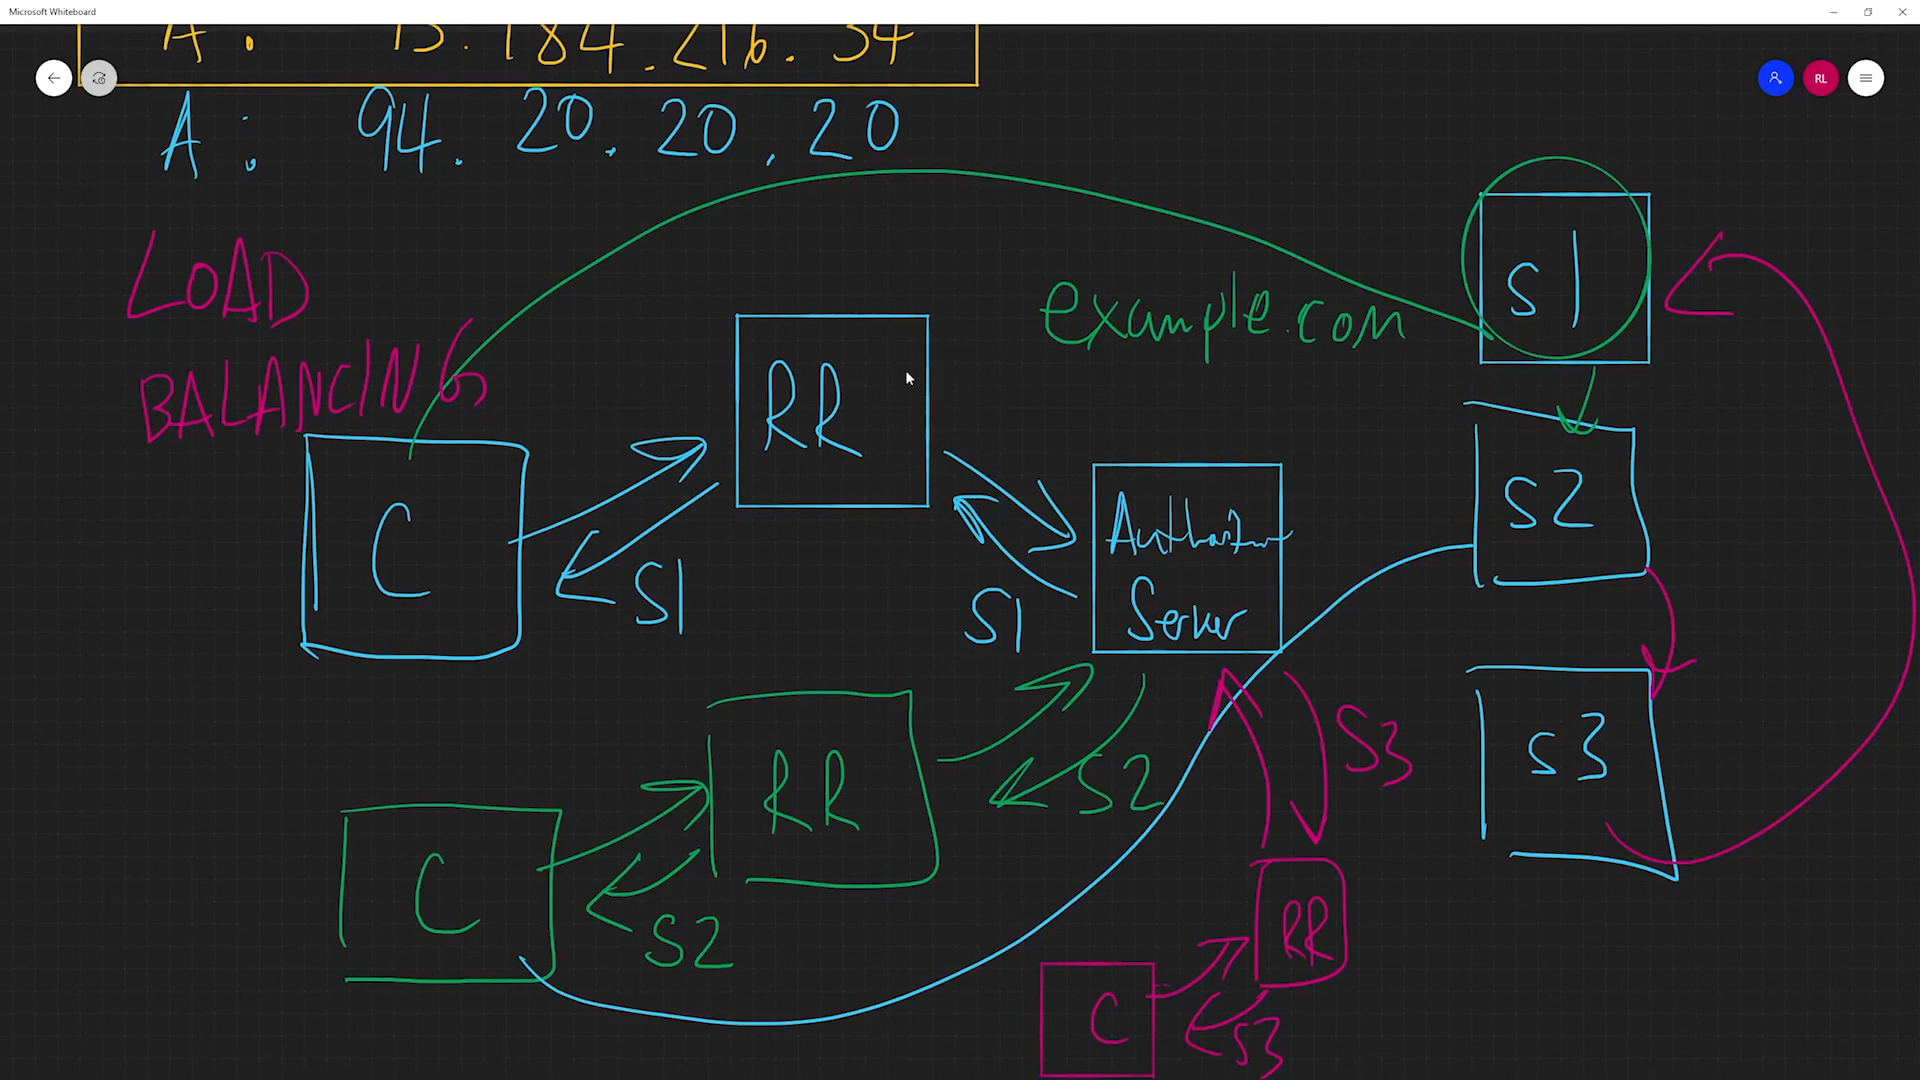 Microsoft Whiteboard
RL
A: 94.20.20.20
LOAD
BALANCING
example.com
S1
RR
C
S1
S1
Server
S2
S3
S2
S3
RR
C
S2
RR
C
S3